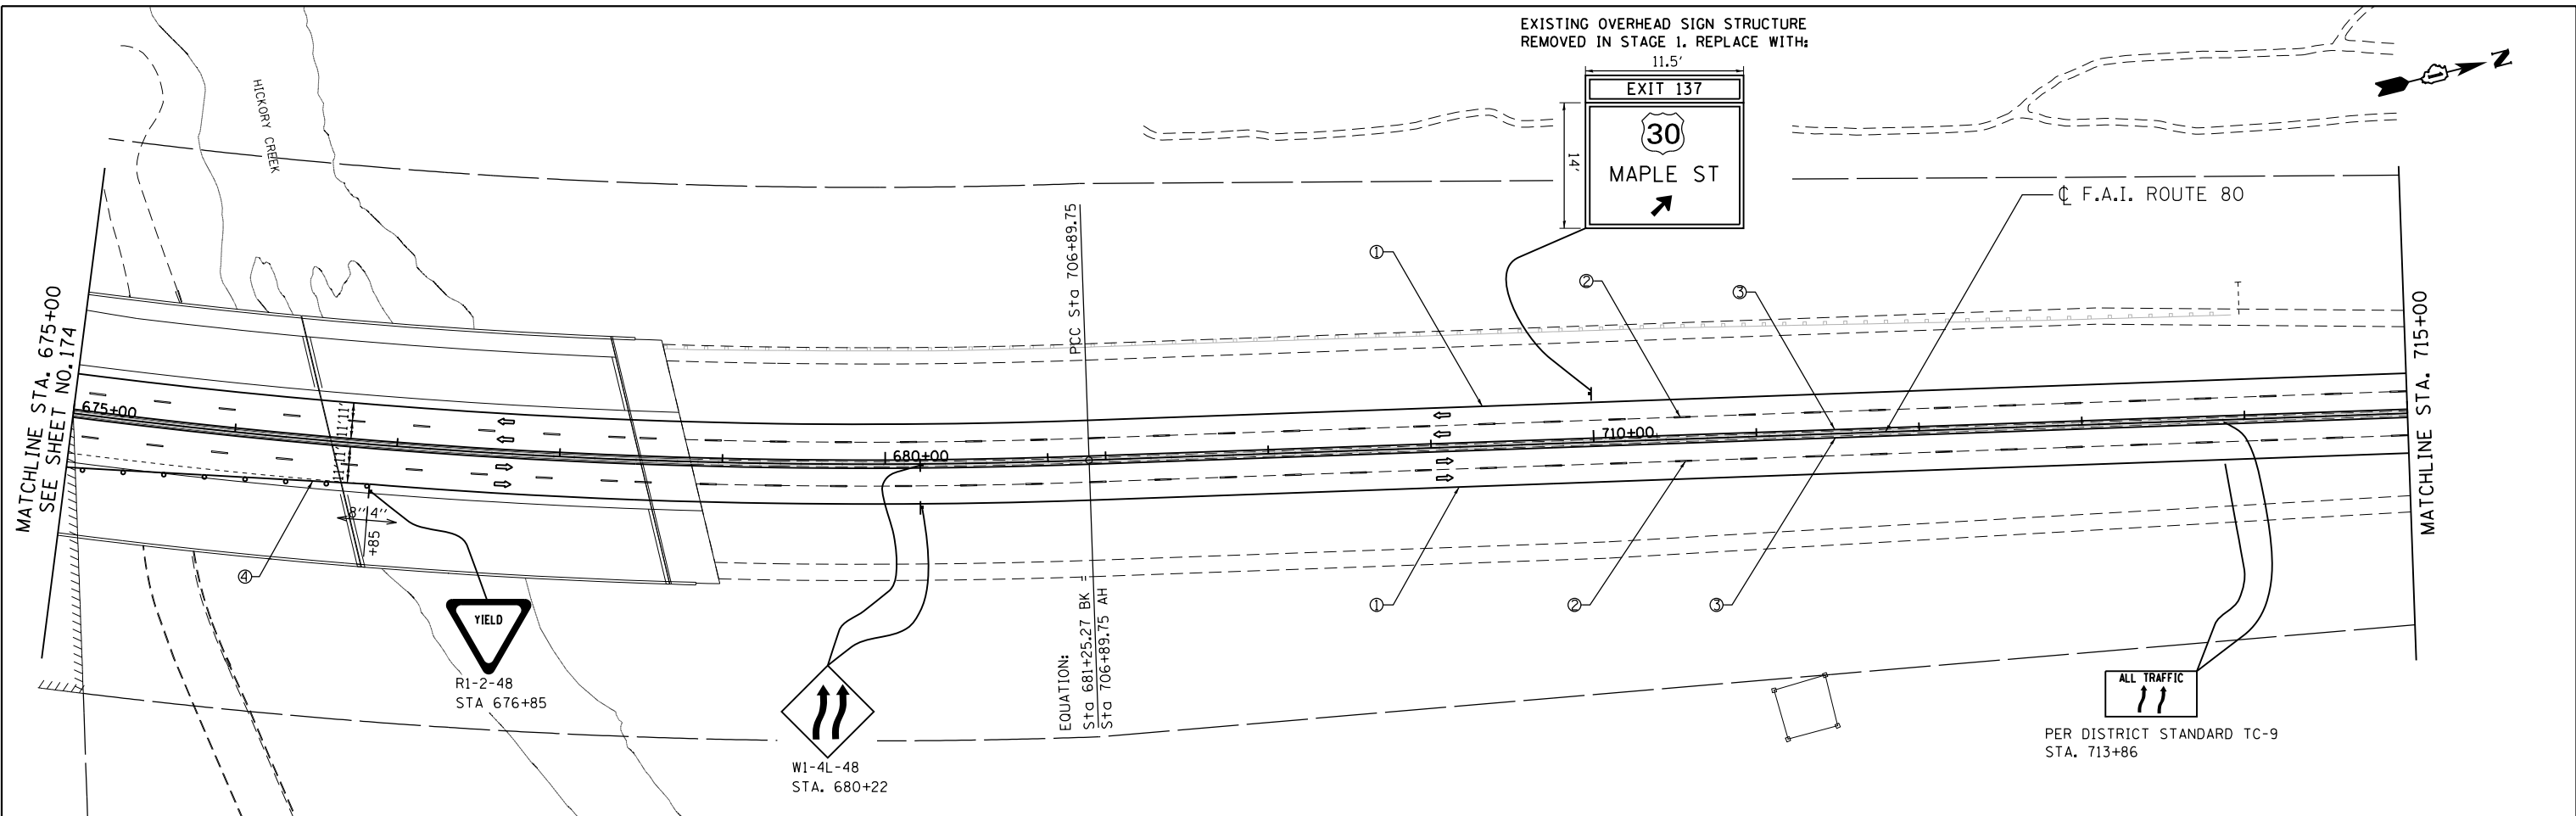 EXISTING OVERHEAD SIGN STRUCTURE
REMOVED IN STAGE 1. REPLACE WITH:
11.5'
EXIT 137
14'
30
MAPLE ST
N
HICKORY CREEK
℄ F.A.I. ROUTE 80
PCC Sta 706+89.75
①
②
③
MATCHLINE STA. 675+00
SEE SHEET NO. 174
MATCHLINE STA. 715+00
675+00
11'
11'
11'
11'
680+00
710+00
8"
4"
+85
④
①
②
③
YIELD
R1-2-48
STA 676+85
W1-4L-48
STA. 680+22
EQUATION:
Sta 681+25.27 BK =
Sta 706+89.75 AH
ALL TRAFFIC
PER DISTRICT STANDARD TC-9
STA. 713+86